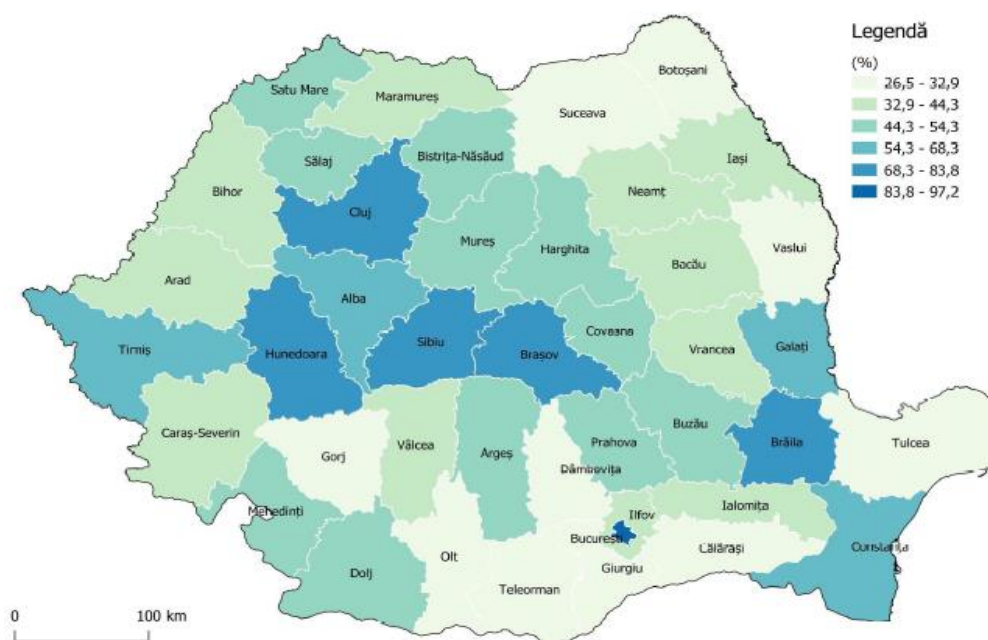 Legendă
(%)
26,5 - 32,9
32,9 - 44,3
44,3 - 54,3
54,3 - 68,3
68,3 - 83,8
83,8 - 97,2
Botoșani
Satu Mare
Maramureș
Suceava
Sălaj
Bistrița-Năsăud
Iași
Bihor
Neamț
Cluj
Mureș
Harghita
Vaslui
Bacău
Arad
Alba
Timiș
Hunedoara
Sibiu
Brașov
Covasna
Vrancea
Galați
Caraș-Severin
Gorj
Vâlcea
Argeș
Prahova
Buzău
Brăila
Tulcea
Dâmbovița
Mehedinți
Ilfov
Ialomița
București
Călărași
Constanța
Olt
Giurgiu
Dolj
Teleorman
0 100 km